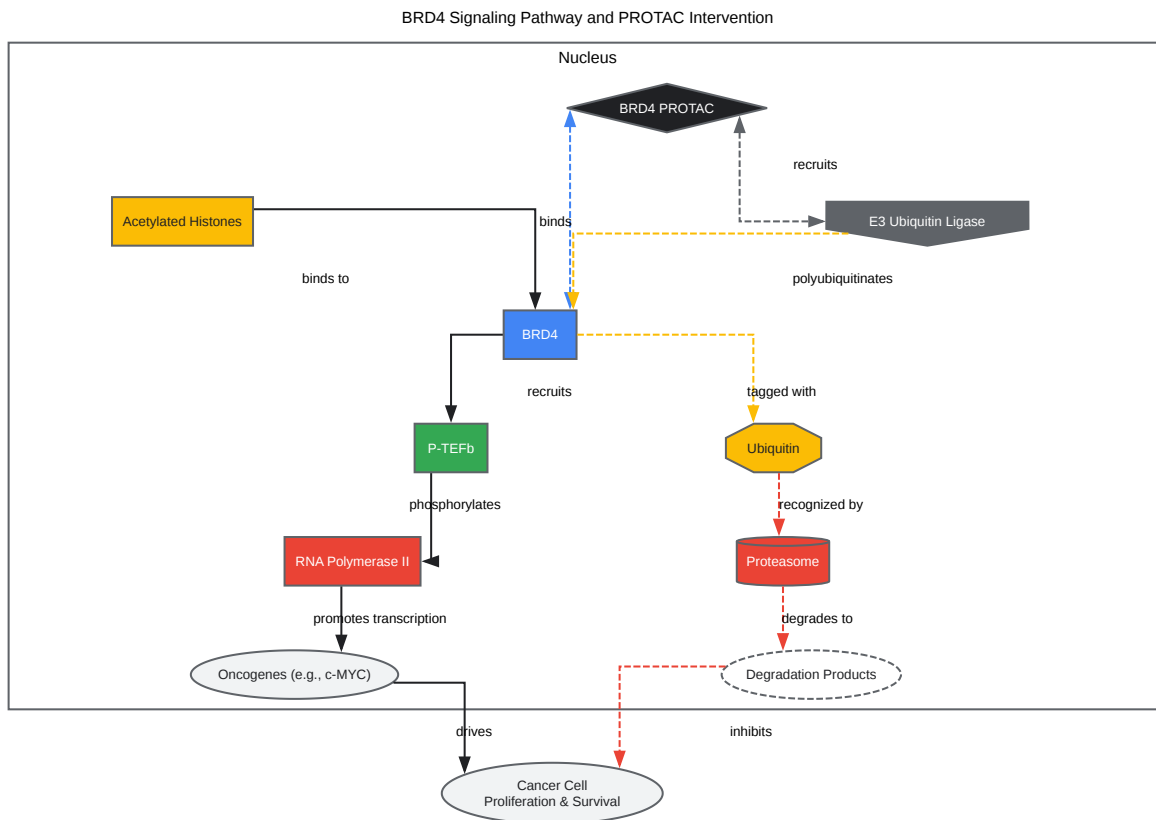 BRD4 Signaling Pathway and PROTAC Intervention
Nucleus
BRD4 PROTAC
recruits
Acetylated Histones
binds
E3 Ubiquitin Ligase
binds to
polyubiquitinates
BRD4
recruits
tagged with
P-TEFb
Ubiquitin
phosphorylates
recognized by
RNA Polymerase II
Proteasome
promotes transcription
degrades to
Oncogenes (e.g., c-MYC)
Degradation Products
drives
inhibits
Cancer Cell
Proliferation & Survival